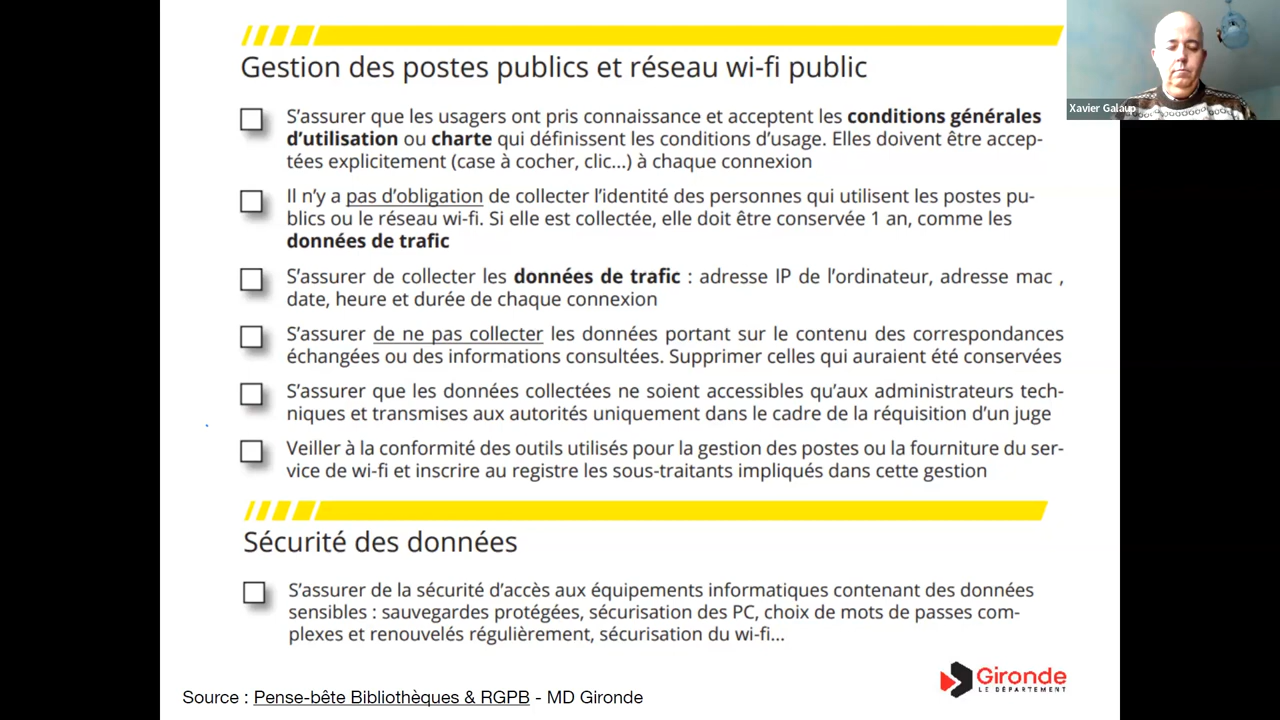 Gestion des postes publics et réseau wi-fi public
S’assurer que les usagers ont pris connaissance et acceptent les conditions générales
d’utilisation ou charte qui définissent les conditions d’usage. Elles doivent être accep-
tées explicitement (case à cocher, clic...) à chaque connexion
Il n’y a pas d’obligation de collecter l’identité des personnes qui utilisent les postes pu-
blics ou le réseau wi-fi. Si elle est collectée, elle doit être conservée 1 an, comme les
données de trafic
S’assurer de collecter les données de trafic : adresse IP de l’ordinateur, adresse mac ,
date, heure et durée de chaque connexion
S’assurer de ne pas collecter les données portant sur le contenu des correspondances
échangées ou des informations consultées. Supprimer celles qui auraient été conservées
S’assurer que les données collectées ne soient accessibles qu’aux administrateurs tech-
niques et transmises aux autorités uniquement dans le cadre de la réquisition d’un juge
Veiller à la conformité des outils utilisés pour la gestion des postes ou la fourniture du ser-
vice de wi-fi et inscrire au registre les sous-traitants impliqués dans cette gestion
Sécurité des données
S’assurer de la sécurité d’accès aux équipements informatiques contenant des données
sensibles : sauvegardes protégées, sécurisation des PC, choix de mots de passes com-
plexes et renouvelés régulièrement, sécurisation du wi-fi...
Gironde
LE DÉPARTEMENT
Source : Pense-bête Bibliothèques & RGPB - MD Gironde
Xavier Galaup